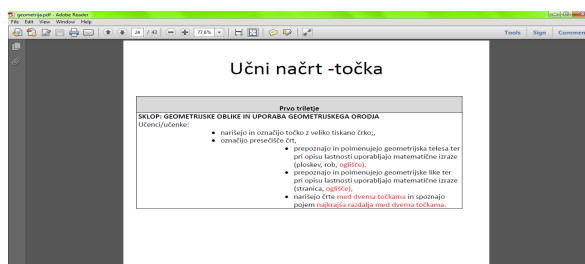 geometrija.pdf - Adobe Reader
File Edit View Window Help
24 / 43 77,6% Tools Sign Comment
Učni načrt -točka
Prvo triletje
SKLOP: GEOMETRIJSKE OBLIKE IN UPORABA GEOMETRIJSKEGA ORODJA
Učenci/učenke:
• narišejo in označijo točko z veliko tiskano črko;,
• označijo presečišče črt,
• prepoznajo in poimenujejo geometrijska telesa ter
pri opisu lastnosti uporabljajo matematične izraze
(ploskev, rob, oglišče),
• prepoznajo in poimenujejo geometrijske like ter
pri opisu lastnosti uporabljajo matematične izraze
(stranica, oglišče),
• narišejo črte med dvema točkama in spoznajo
pojem najkrajša razdalja med dvema točkama.